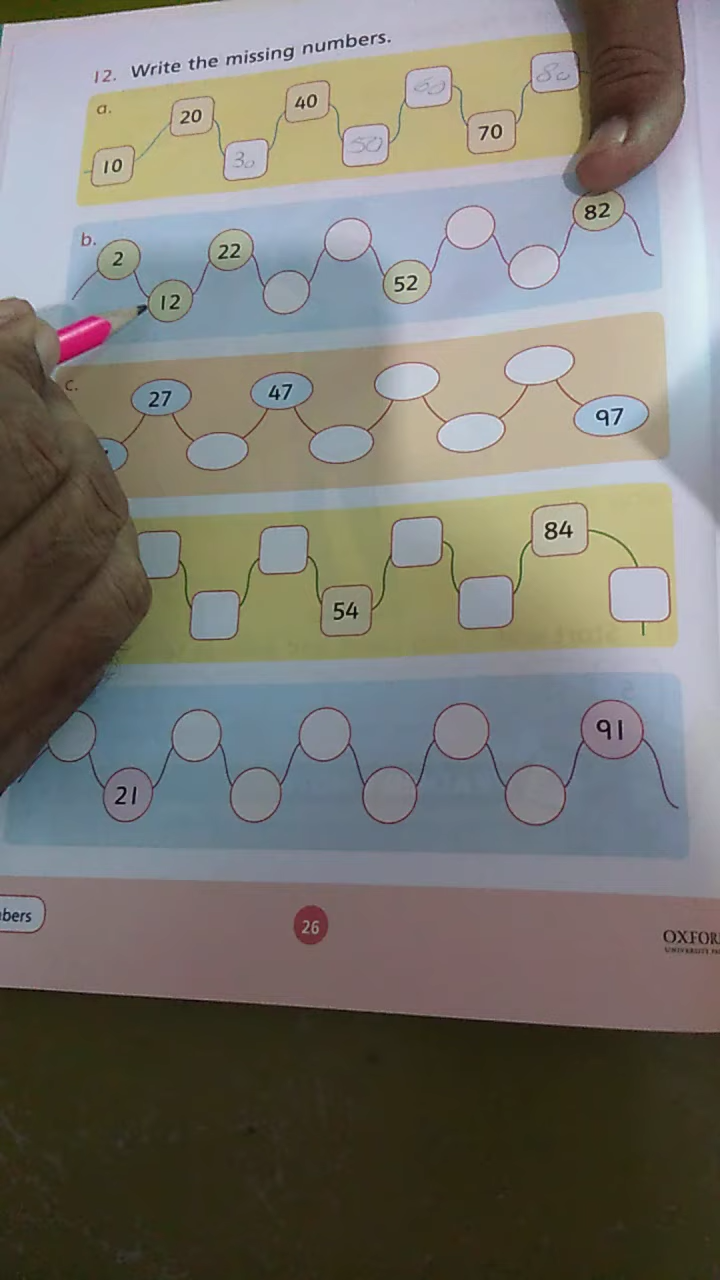 12. Write the missing numbers.
a.
10 20 30 40 50 60 70 80
b.
2 12 22 52 82
c.
27 47 97
54 84
21 91
bers
26
OXFOR